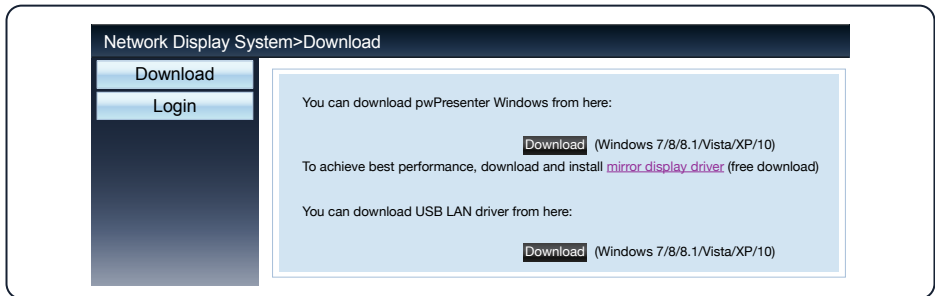 Network Display System>Download
Download
Login
You can download pwPresenter Windows from here:
Download (Windows 7/8/8.1/Vista/XP/10)
To achieve best performance, download and install mirror display driver (free download)
You can download USB LAN driver from here:
Download (Windows 7/8/8.1/Vista/XP/10)